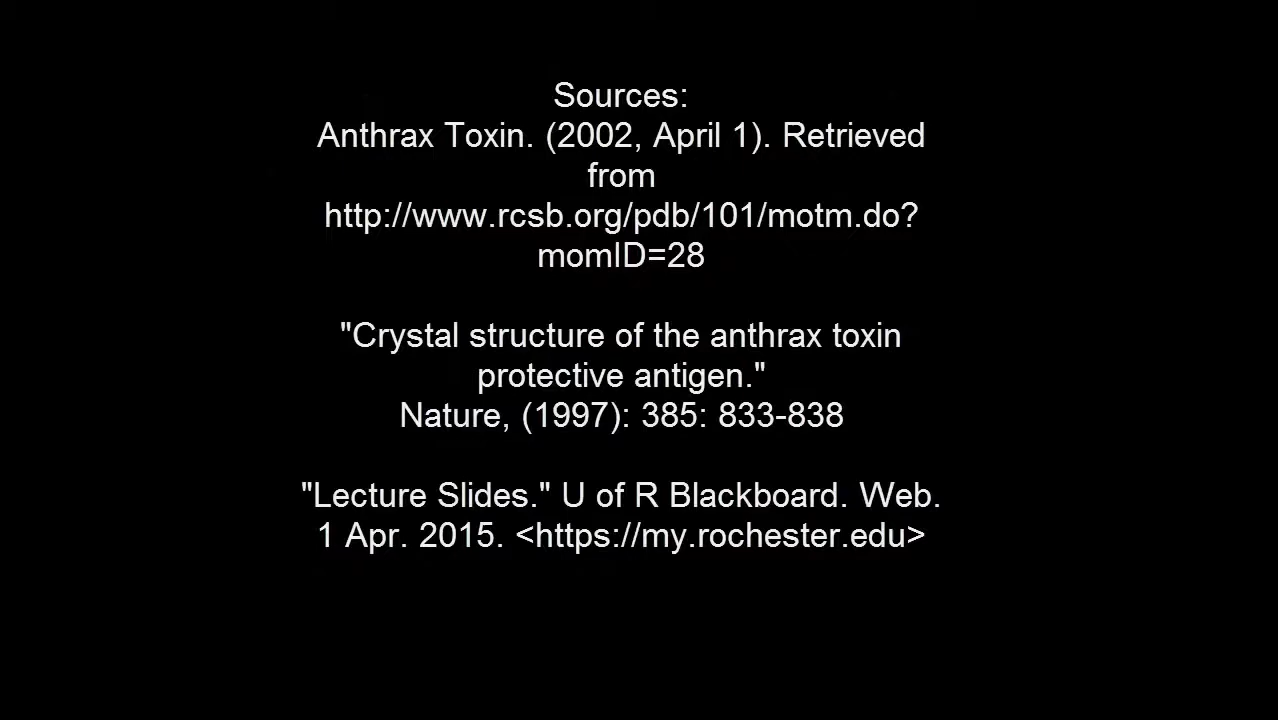 Sources:
Anthrax Toxin. (2002, April 1). Retrieved
from
http://www.rcsb.org/pdb/101/motm.do?
momID=28
"Crystal structure of the anthrax toxin
protective antigen."
Nature, (1997): 385: 833-838
"Lecture Slides." U of R Blackboard. Web.
1 Apr. 2015. <https://my.rochester.edu>